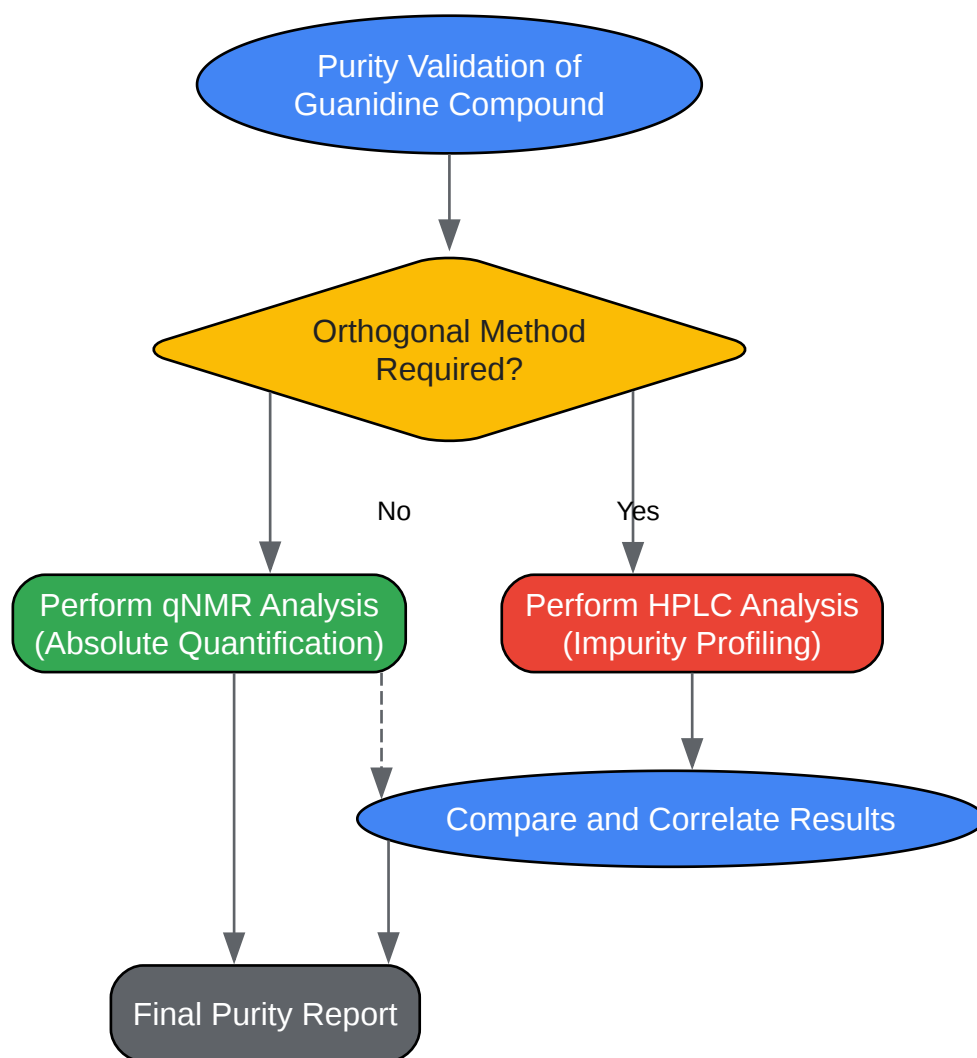 Purity Validation of
Guanidine Compound
Orthogonal Method
Required?
No
Yes
Perform qNMR Analysis
(Absolute Quantification)
Perform HPLC Analysis
(Impurity Profiling)
Compare and Correlate Results
Final Purity Report